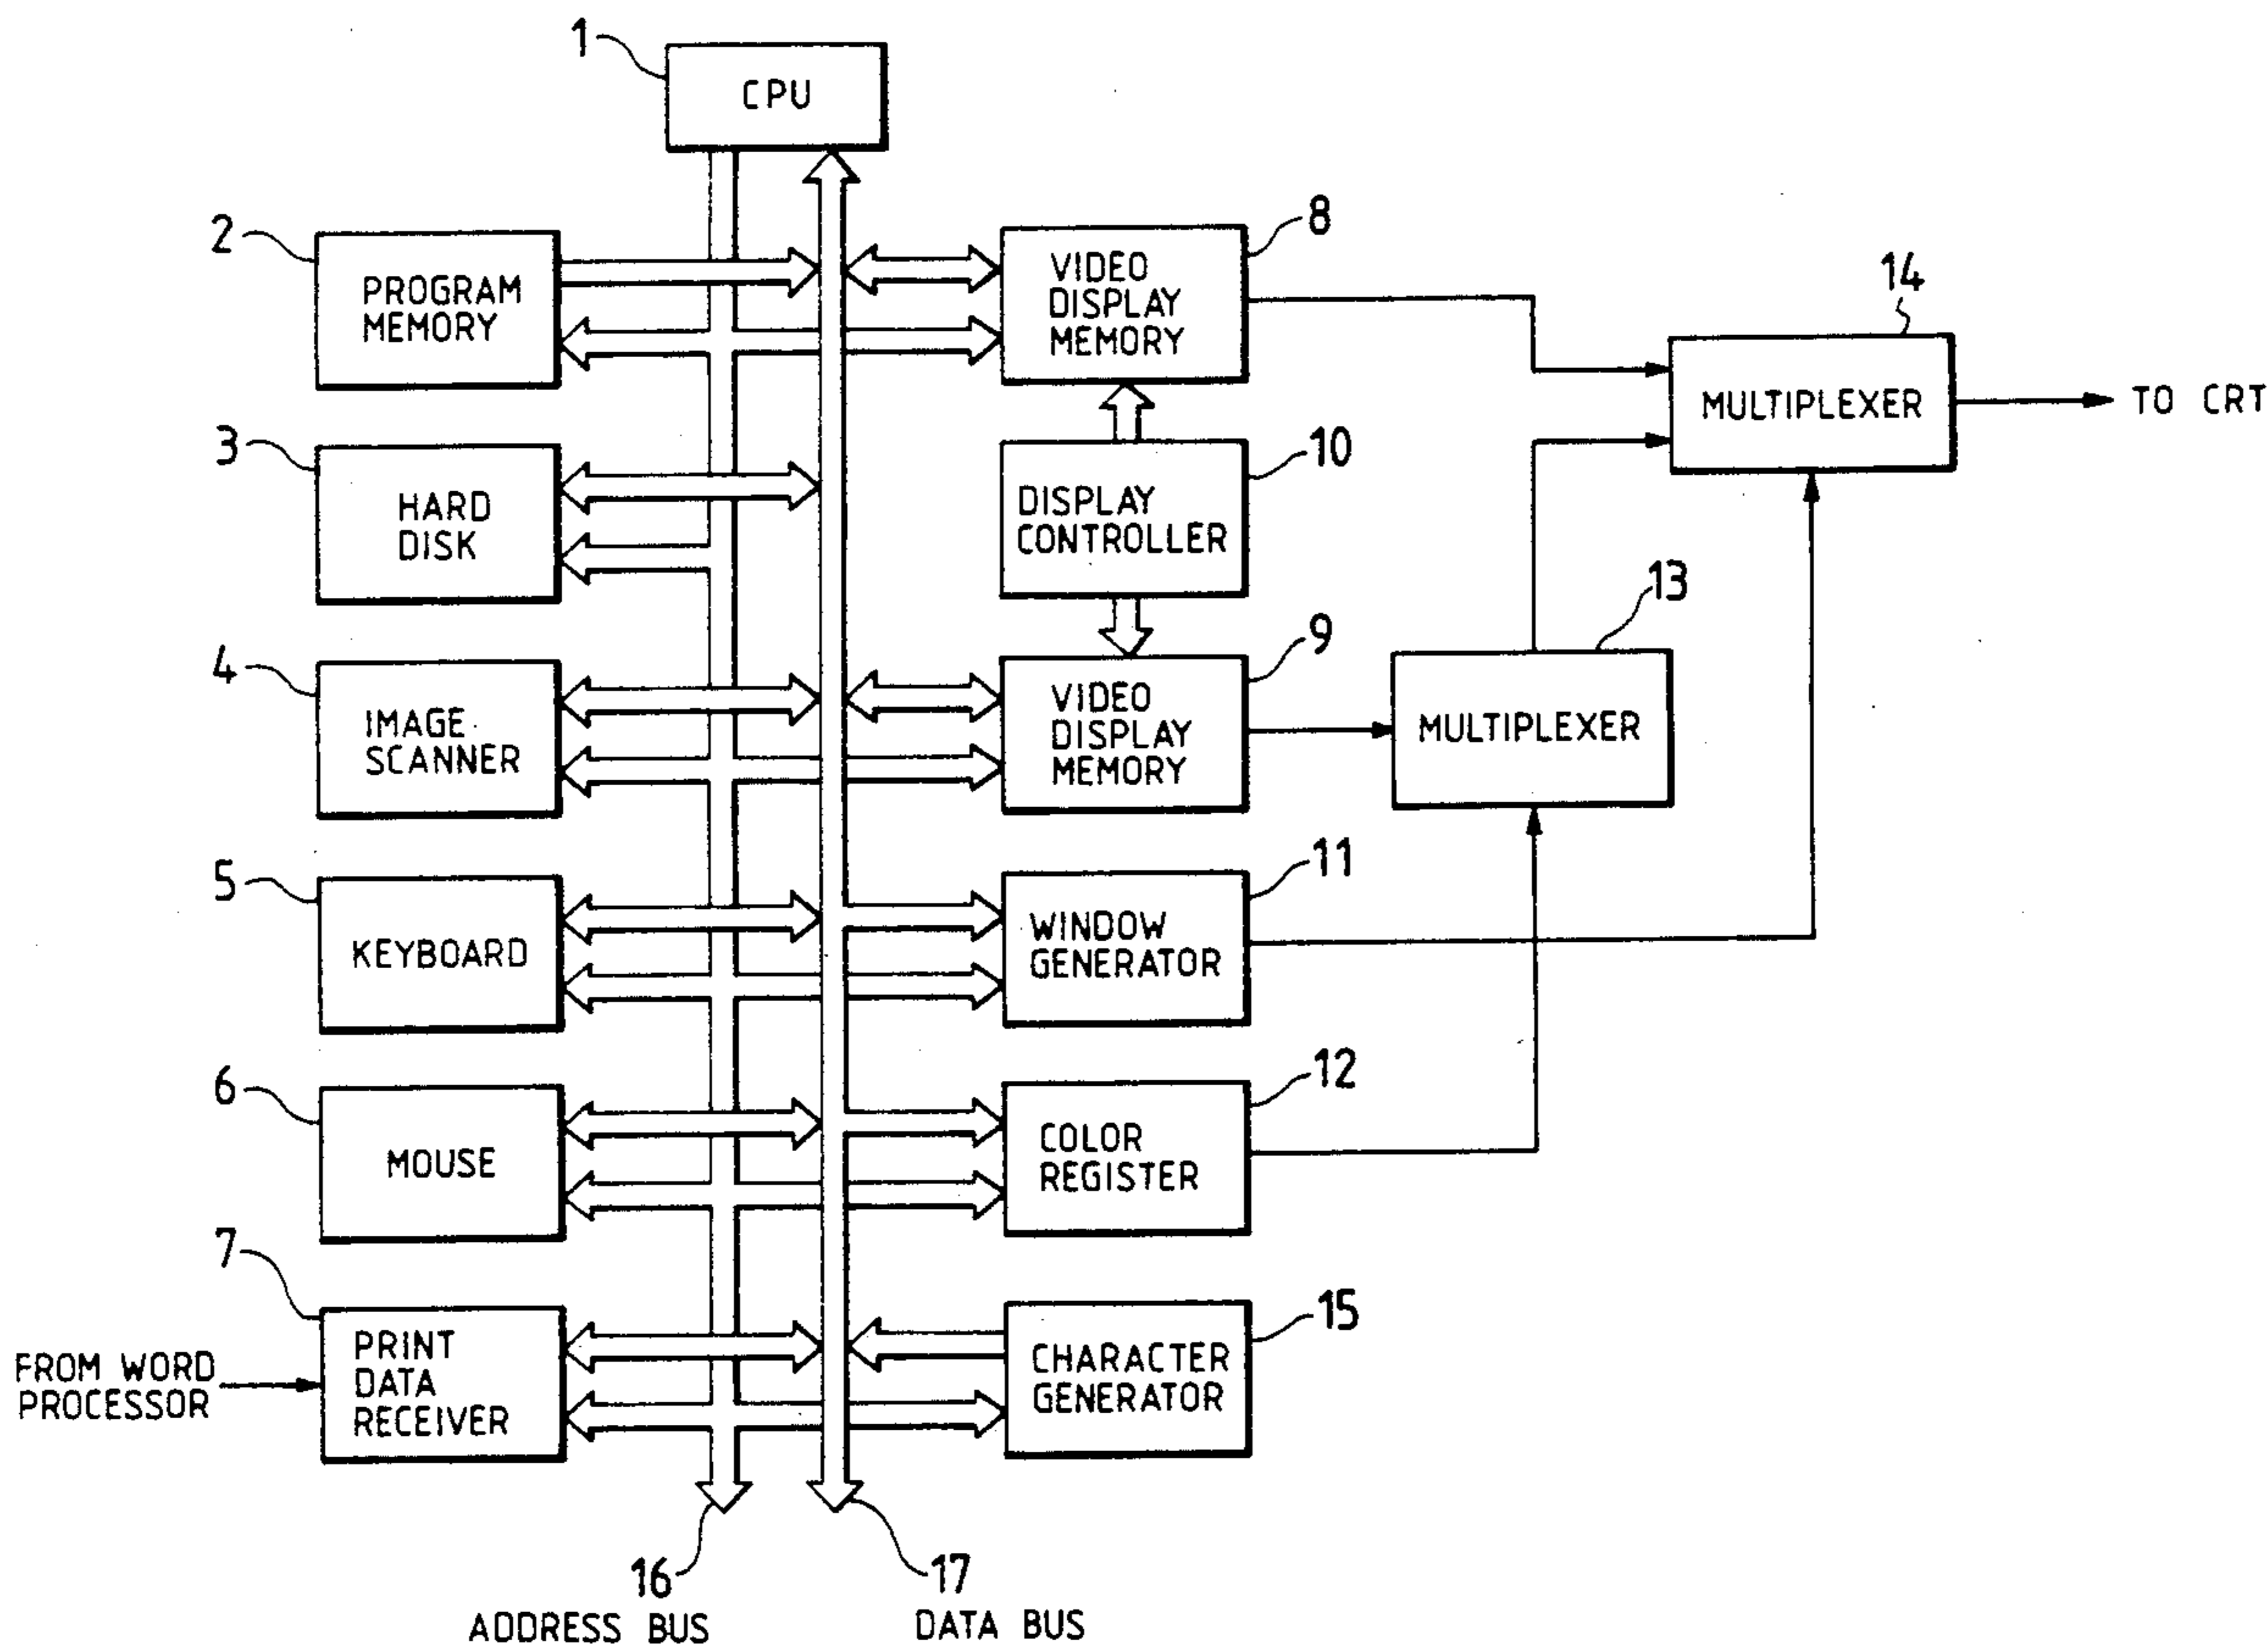 1
CPU
2
PROGRAM
MEMORY
8
VIDEO
DISPLAY
MEMORY
14
MULTIPLEXER
TO CRT
3
HARD
DISK
10
DISPLAY
CONTROLLER
13
MULTIPLEXER
4
IMAGE
SCANNER
9
VIDEO
DISPLAY
MEMORY
5
KEYBOARD
11
WINDOW
GENERATOR
6
MOUSE
12
COLOR
REGISTER
7
FROM WORD
PROCESSOR
PRINT
DATA
RECEIVER
15
CHARACTER
GENERATOR
16
ADDRESS BUS
17
DATA BUS